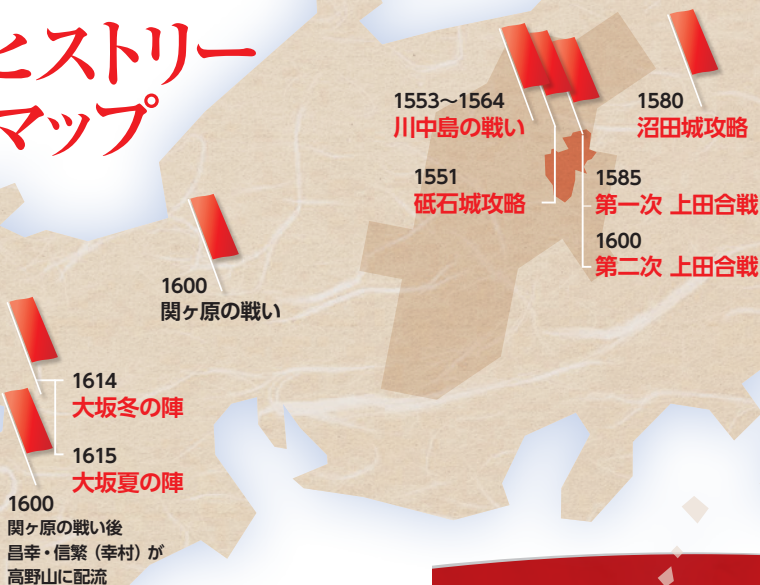 ヒストリー
マップ
1553〜1564
川中島の戦い
1580
沼田城攻略
1551
砥石城攻略
1585
第一次 上田合戦
1600
第二次 上田合戦
1600
関ヶ原の戦い
1614
大坂冬の陣
1615
大坂夏の陣
1600
関ヶ原の戦い後
昌幸・信繁（幸村）が
高野山に配流